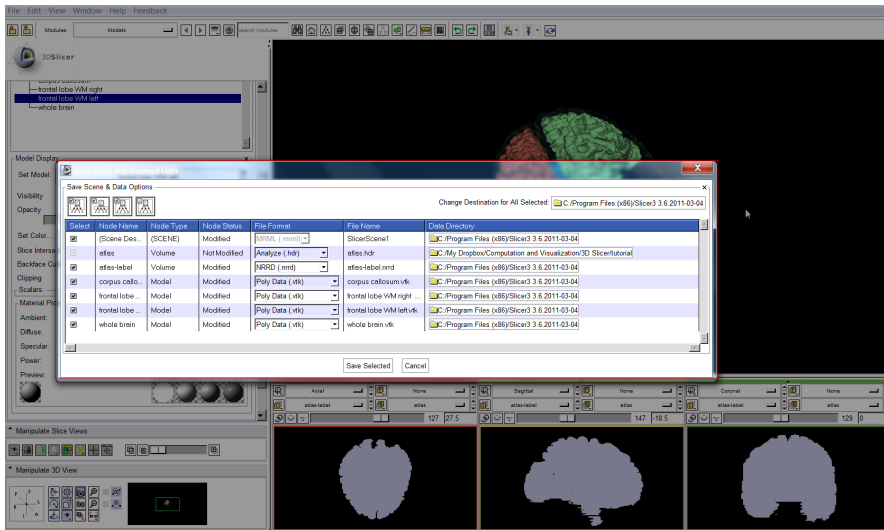 File Edit View Window Help Feedback
Modules: Models search modules
3DSlicer
corpus callosum
frontal lobe WM right
frontal lobe WM left
whole brain
Model Display
Set Model:
Visibility
Opacity
Set Color...
Slice Interse
Backface Cu
Clipping
Scalars:
Material Pro
Ambient:
Diffuse:
Specular:
Power:
Preview:
Save Scene and Unsaved Data
Save Scene & Data Options
Change Destination for All Selected: C:/Program Files (x86)/Slicer3 3.6.2011-03-04
Select Node Name Node Type Node Status File Format File Name Data Directory
(Scene Des... (SCENE) Modified MRML (.mrml) SlicerScene1 C:/Program Files (x86)/Slicer3 3.6.2011-03-04
atlas Volume Not Modified Analyze (.hdr) atlas.hdr C:/My Dropbox/Computation and Visualization/3D Slicer/tutorial
atlas-label Volume Modified NRRD (.nrrd) atlas-label.nrrd C:/Program Files (x86)/Slicer3 3.6.2011-03-04
corpus callo... Model Modified Poly Data (.vtk) corpus callosum.vtk C:/Program Files (x86)/Slicer3 3.6.2011-03-04
frontal lobe ... Model Modified Poly Data (.vtk) frontal lobe WM right ... C:/Program Files (x86)/Slicer3 3.6.2011-03-04
frontal lobe ... Model Modified Poly Data (.vtk) frontal lobe WM left.vtk C:/Program Files (x86)/Slicer3 3.6.2011-03-04
whole brain Model Modified Poly Data (.vtk) whole brain.vtk C:/Program Files (x86)/Slicer3 3.6.2011-03-04
Save Selected Cancel
Axial None Sagittal None Coronal None
atlas-label atlas atlas-label atlas atlas-label atlas
127 27.5 147 -18.5 129 0
Manipulate Slice Views
Manipulate 3D View
P S
R L
I A